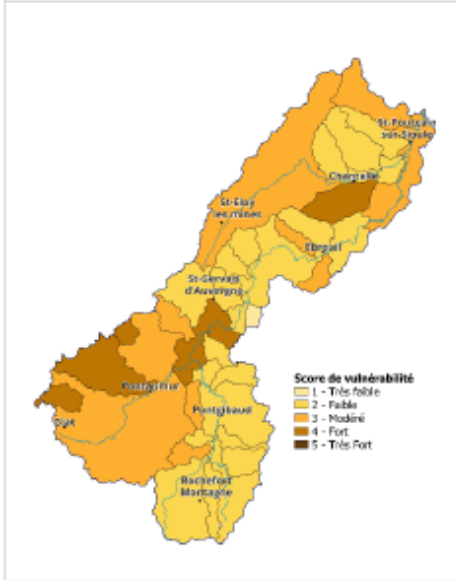 St-Pourçain
sur-Sioule
Chantelle
St-Eloy
les mines
Ebreuil
St-Gervais
d'Auvergne
Pontaumur
Pontgibaud
Rochefort
Montagne
Score de vulnérabilité
1 - Très faible
2 - Faible
3 - Modéré
4 - Fort
5 - Très Fort